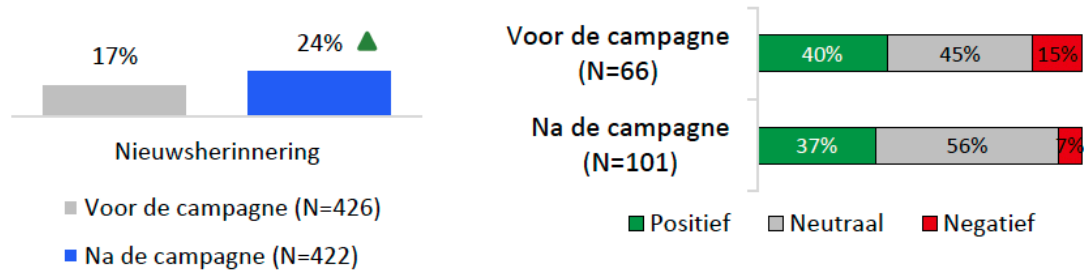 17%
24%
Nieuwsherinnering
Voor de campagne (N=426)
Na de campagne (N=422)
Voor de campagne
(N=66)
40%
45%
15%
Na de campagne
(N=101)
37%
56%
7%
Positief
Neutraal
Negatief